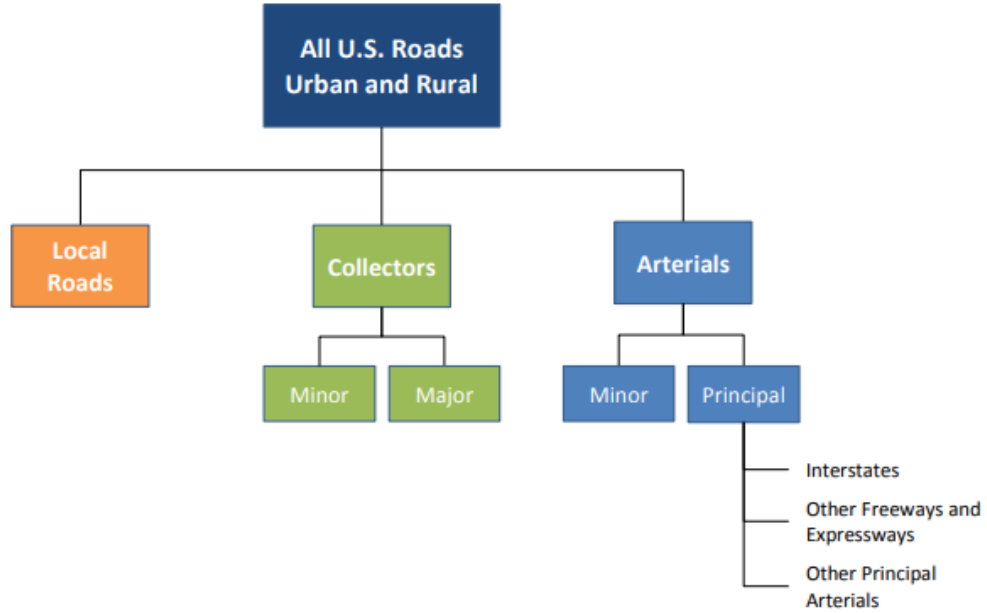 All U.S. Roads
Urban and Rural
Local
Roads
Collectors
Arterials
Minor
Major
Minor
Principal
Interstates
Other Freeways and
Expressways
Other Principal
Arterials